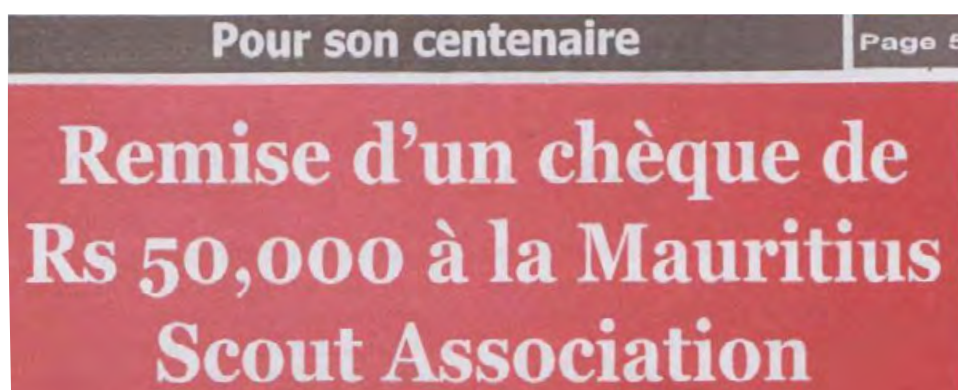 Pour son centenaire
Page 5
Remise d'un chèque de
Rs 50,000 à la Mauritius
Scout Association